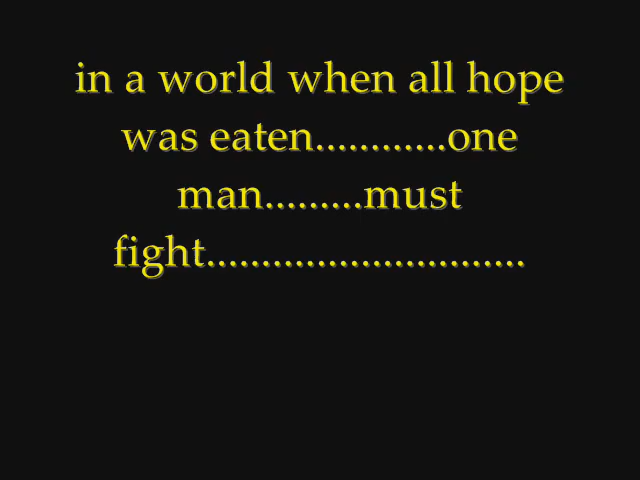 in a world when all hope
was eaten............one
man.........must
fight.............................